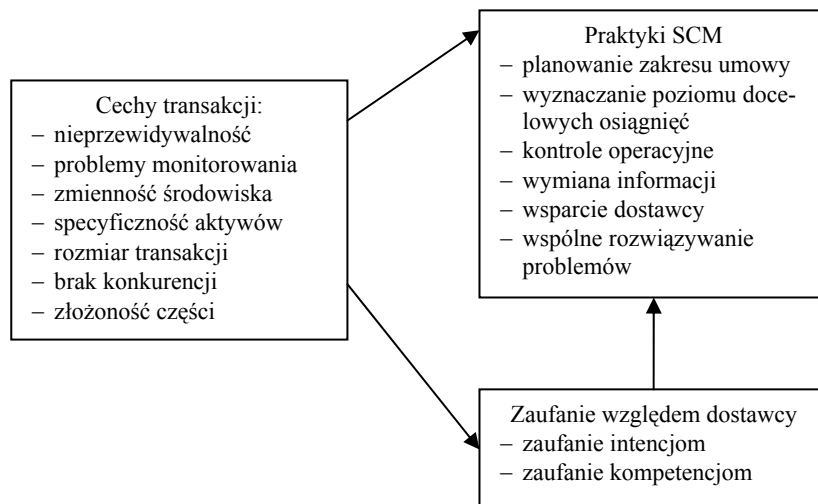 Cechy transakcji:
– nieprzewidywalność
– problemy monitorowania
– zmienność środowiska
– specyficzność aktywów
– rozmiar transakcji
– brak konkurencji
– złożoność części
Praktyki SCM
– planowanie zakresu umowy
– wyznaczanie poziomu doce-
lowych osiągnięć
– kontrole operacyjne
– wymiana informacji
– wsparcie dostawcy
– wspólne rozwiązywanie
problemów
Zaufanie względem dostawcy
– zaufanie intencjom
– zaufanie kompetencjom